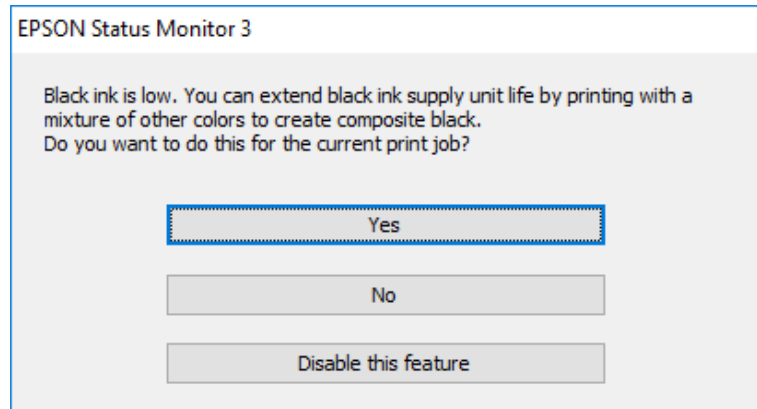 EPSON Status Monitor 3
Black ink is low. You can extend black ink supply unit life by printing with a
mixture of other colors to create composite black.
Do you want to do this for the current print job?
Yes
No
Disable this feature